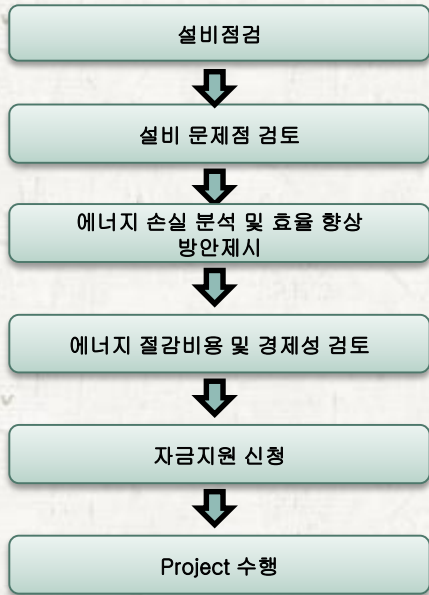 설비점검
설비 문제점 검토
에너지 손실 분석 및 효율 향상
방안제시
에너지 절감비용 및 경제성 검토
자금지원 신청
Project 수행